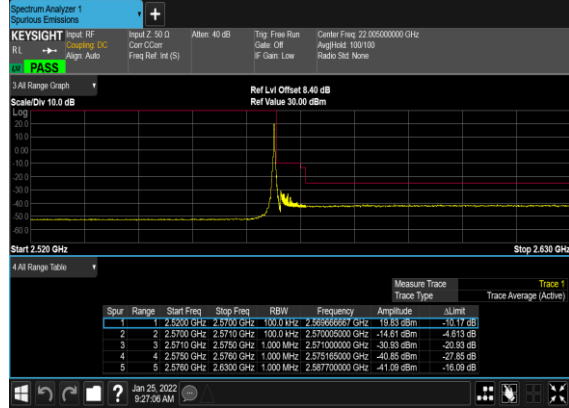 Spectrum Analyzer 1
Spurious Emissions
KEYSIGHT Input: RF Input Z: 50 Ω Atten: 40 dB Trig: Free Run Center Freq: 22.005000000 GHz
RL Coupling: DC Corr CCorr Gate: Off Avg|Hold: 100/100
Align: Auto Freq Ref: Int (S) IF Gain: Low Radio Std: None
PASS
3 All Range Graph
Ref Lvl Offset 8.40 dB
Scale/Div 10.0 dB Ref Value 30.00 dBm
Log
20.0
10.0
0.00
-10.0
-20.0
-30.0
-40.0
-50.0
-60.0
Start 2.520 GHz Stop 2.630 GHz
4 All Range Table
Measure Trace Trace 1
Trace Type Trace Average (Active)
Spur Range Start Freq Stop Freq RBW Frequency Amplitude ΔLimit
1 1 2.5200 GHz 2.5700 GHz 100.0 kHz 2.569666667 GHz 19.83 dBm -10.17 dB
2 2 2.5700 GHz 2.5710 GHz 100.0 kHz 2.570005000 GHz -14.61 dBm -4.613 dB
3 3 2.5710 GHz 2.5750 GHz 1.000 MHz 2.571000000 GHz -30.93 dBm -20.93 dB
4 4 2.5750 GHz 2.5760 GHz 1.000 MHz 2.575165000 GHz -40.85 dBm -27.85 dB
5 5 2.5760 GHz 2.6300 GHz 1.000 MHz 2.587700000 GHz -41.09 dBm -16.09 dB
Jan 25, 2022
9:27:06 AM